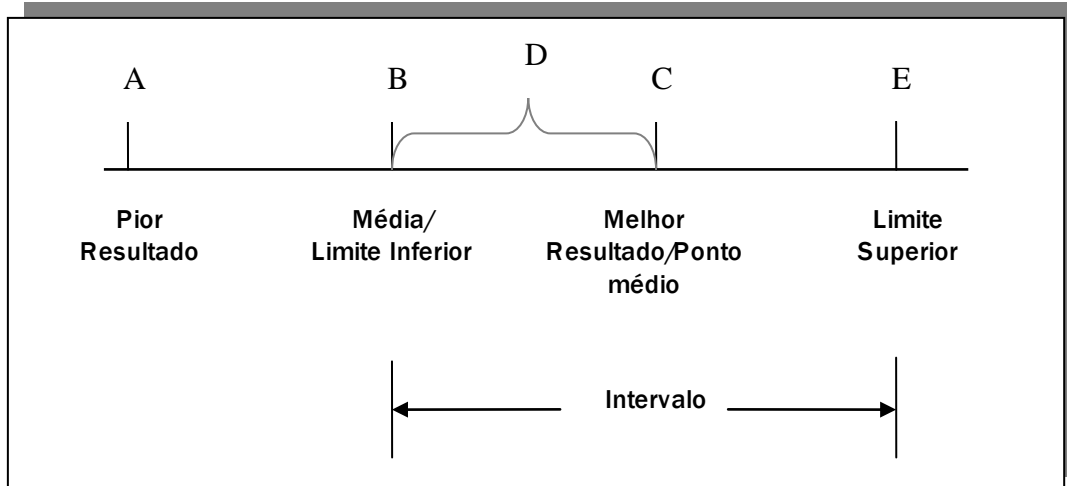 D
A B C E
Pior Média/ Melhor Limite
Resultado Limite Inferior Resultado/Ponto Superior
médio
Intervalo